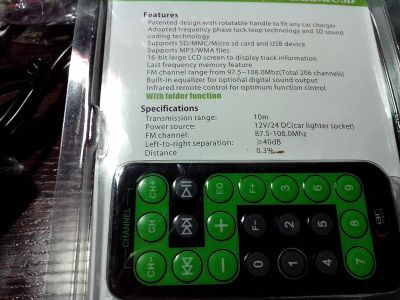 Features
Patented design with rotatable handle to fit any car charger
Adopted frequency phase lock loop technology and 3D sound
coding technology
Supports SD/MMC/Micro sd card and USB device
Supports MP3/WMA files
16-bit large LCD screen to display track information
Last frequency memory feature
FM channel range from 97.5~108.0Mhz(Total 206 channels)
Built-in equalizer for optional digital sound output
Infrared remote control for optimum function cintrol
With folder function
Specifications
Transmission range: 10m
Power source: 12V/24 DC(car lighter socket)
FM channel: 87.5-108.0Mhz
Left-to-right separation: ≥40dB
Distance 0.3%
CHANNEL
CH- CH CH+
EQ
0 F- F+
1 2 3
4 5 6
7 8 9